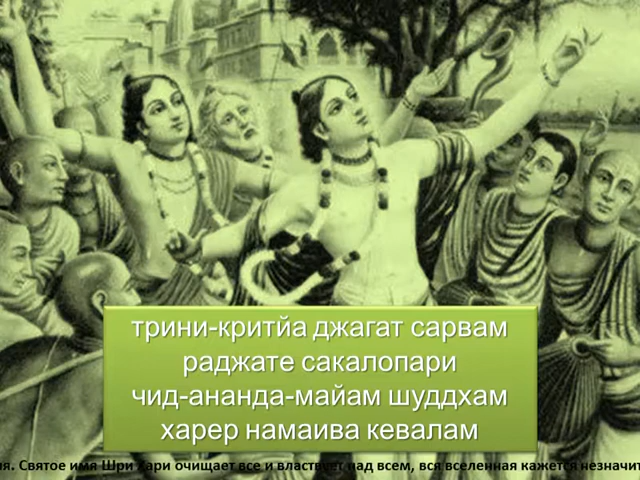 трини-критйа джагат сарвам
раджате сакалопари
чид-ананда-майам шуддхам
харер намаива кевалам
ия. Святое имя Шри Хари очищает все и властвует над всем, вся вселенная кажется незначит